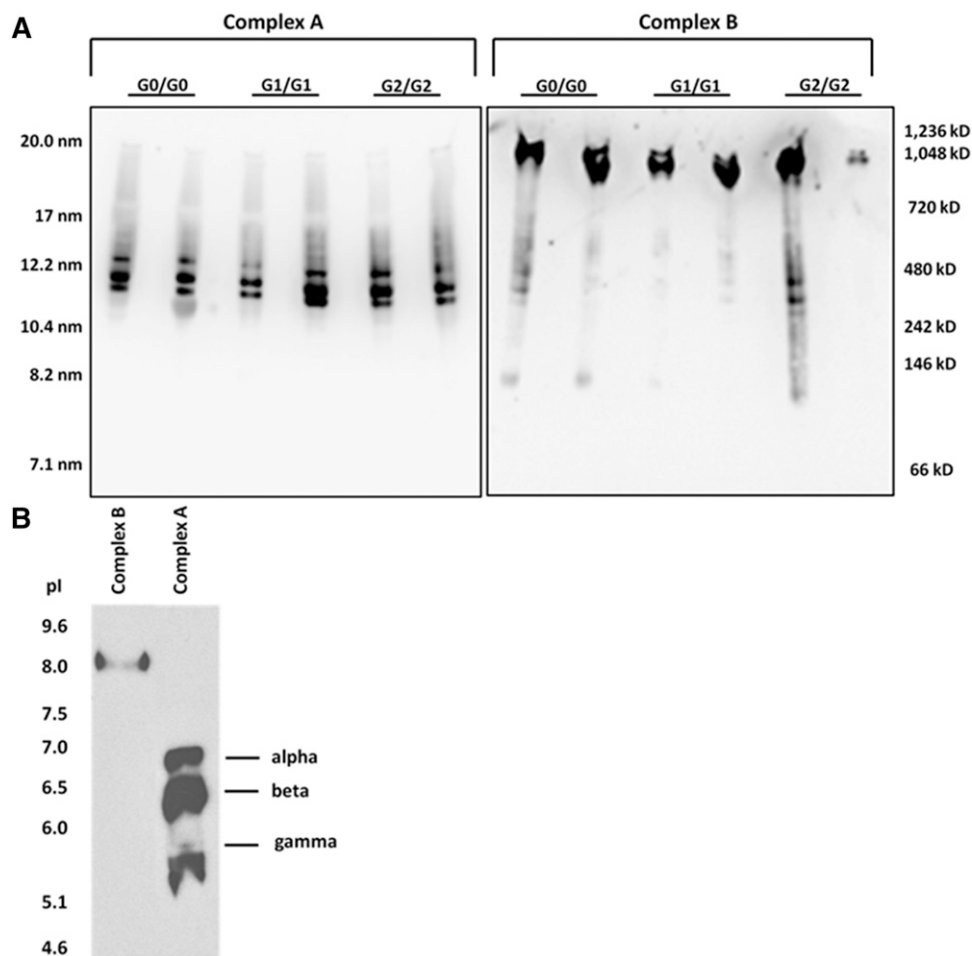 A
Complex A
Complex B
G0/G0
G1/G1
G2/G2
G0/G0
G1/G1
G2/G2
20.0 nm
17 nm
12.2 nm
10.4 nm
8.2 nm
7.1 nm
1,236 kD
1,048 kD
720 kD
480 kD
242 kD
146 kD
66 kD
B
Complex B
Complex A
pI
9.6
8.0
7.5
7.0
6.5
6.0
5.1
4.6
alpha
beta
gamma